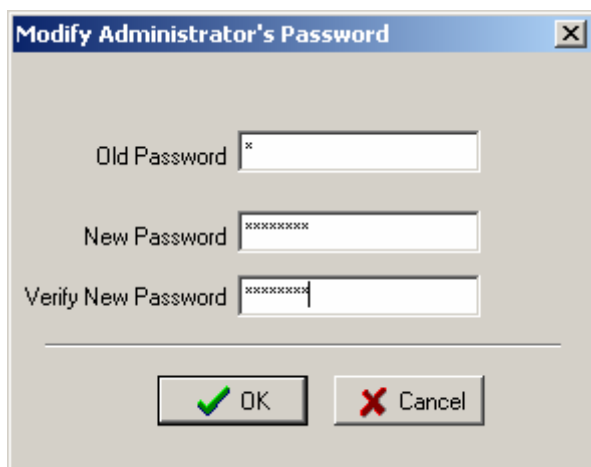 Modify Administrator's Password
Old Password *
New Password ********
Verify New Password ********
OK Cancel